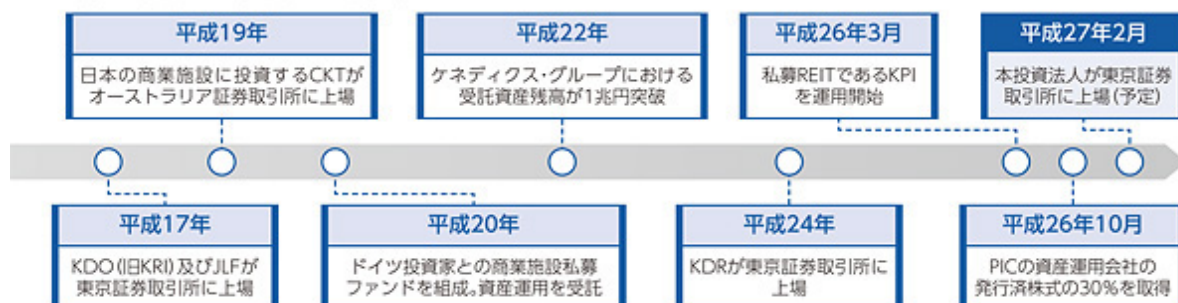 平成19年
日本の商業施設に投資するCKTが
オーストラリア証券取引所に上場
平成22年
ケネディクス・グループにおける
受託資産残高が1兆円突破
平成26年3月
私募REITであるKPI
を運用開始
平成27年2月
本投資法人が東京証券
取引所に上場(予定)
平成17年
KDO(旧KRI)及びJLFが
東京証券取引所に上場
平成20年
ドイツ投資家との商業施設私募
ファンドを組成。資産運用を受託
平成24年
KDRが東京証券取引所に
上場
平成26年10月
PICの資産運用会社の
発行済株式の30%を取得